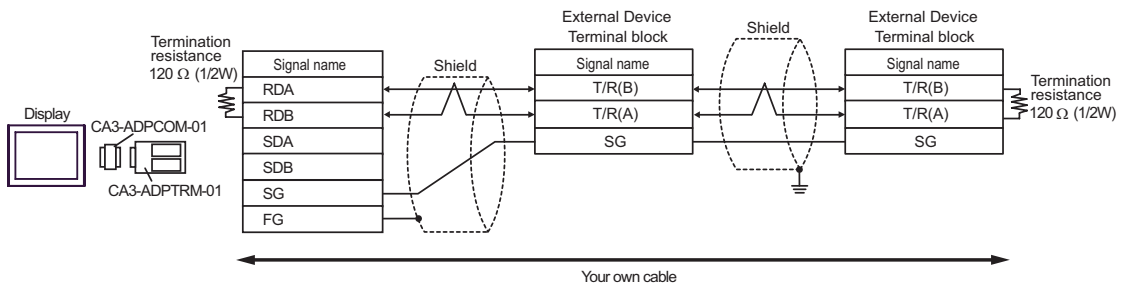 Display
CA3-ADPCOM-01
CA3-ADPTRM-01
Termination
resistance
120 Ω (1/2W)
Signal name
RDA
RDB
SDA
SDB
SG
FG
Shield
External Device
Terminal block
Signal name
T/R(B)
T/R(A)
SG
Shield
External Device
Terminal block
Signal name
T/R(B)
T/R(A)
SG
Termination
resistance
120 Ω (1/2W)
Your own cable